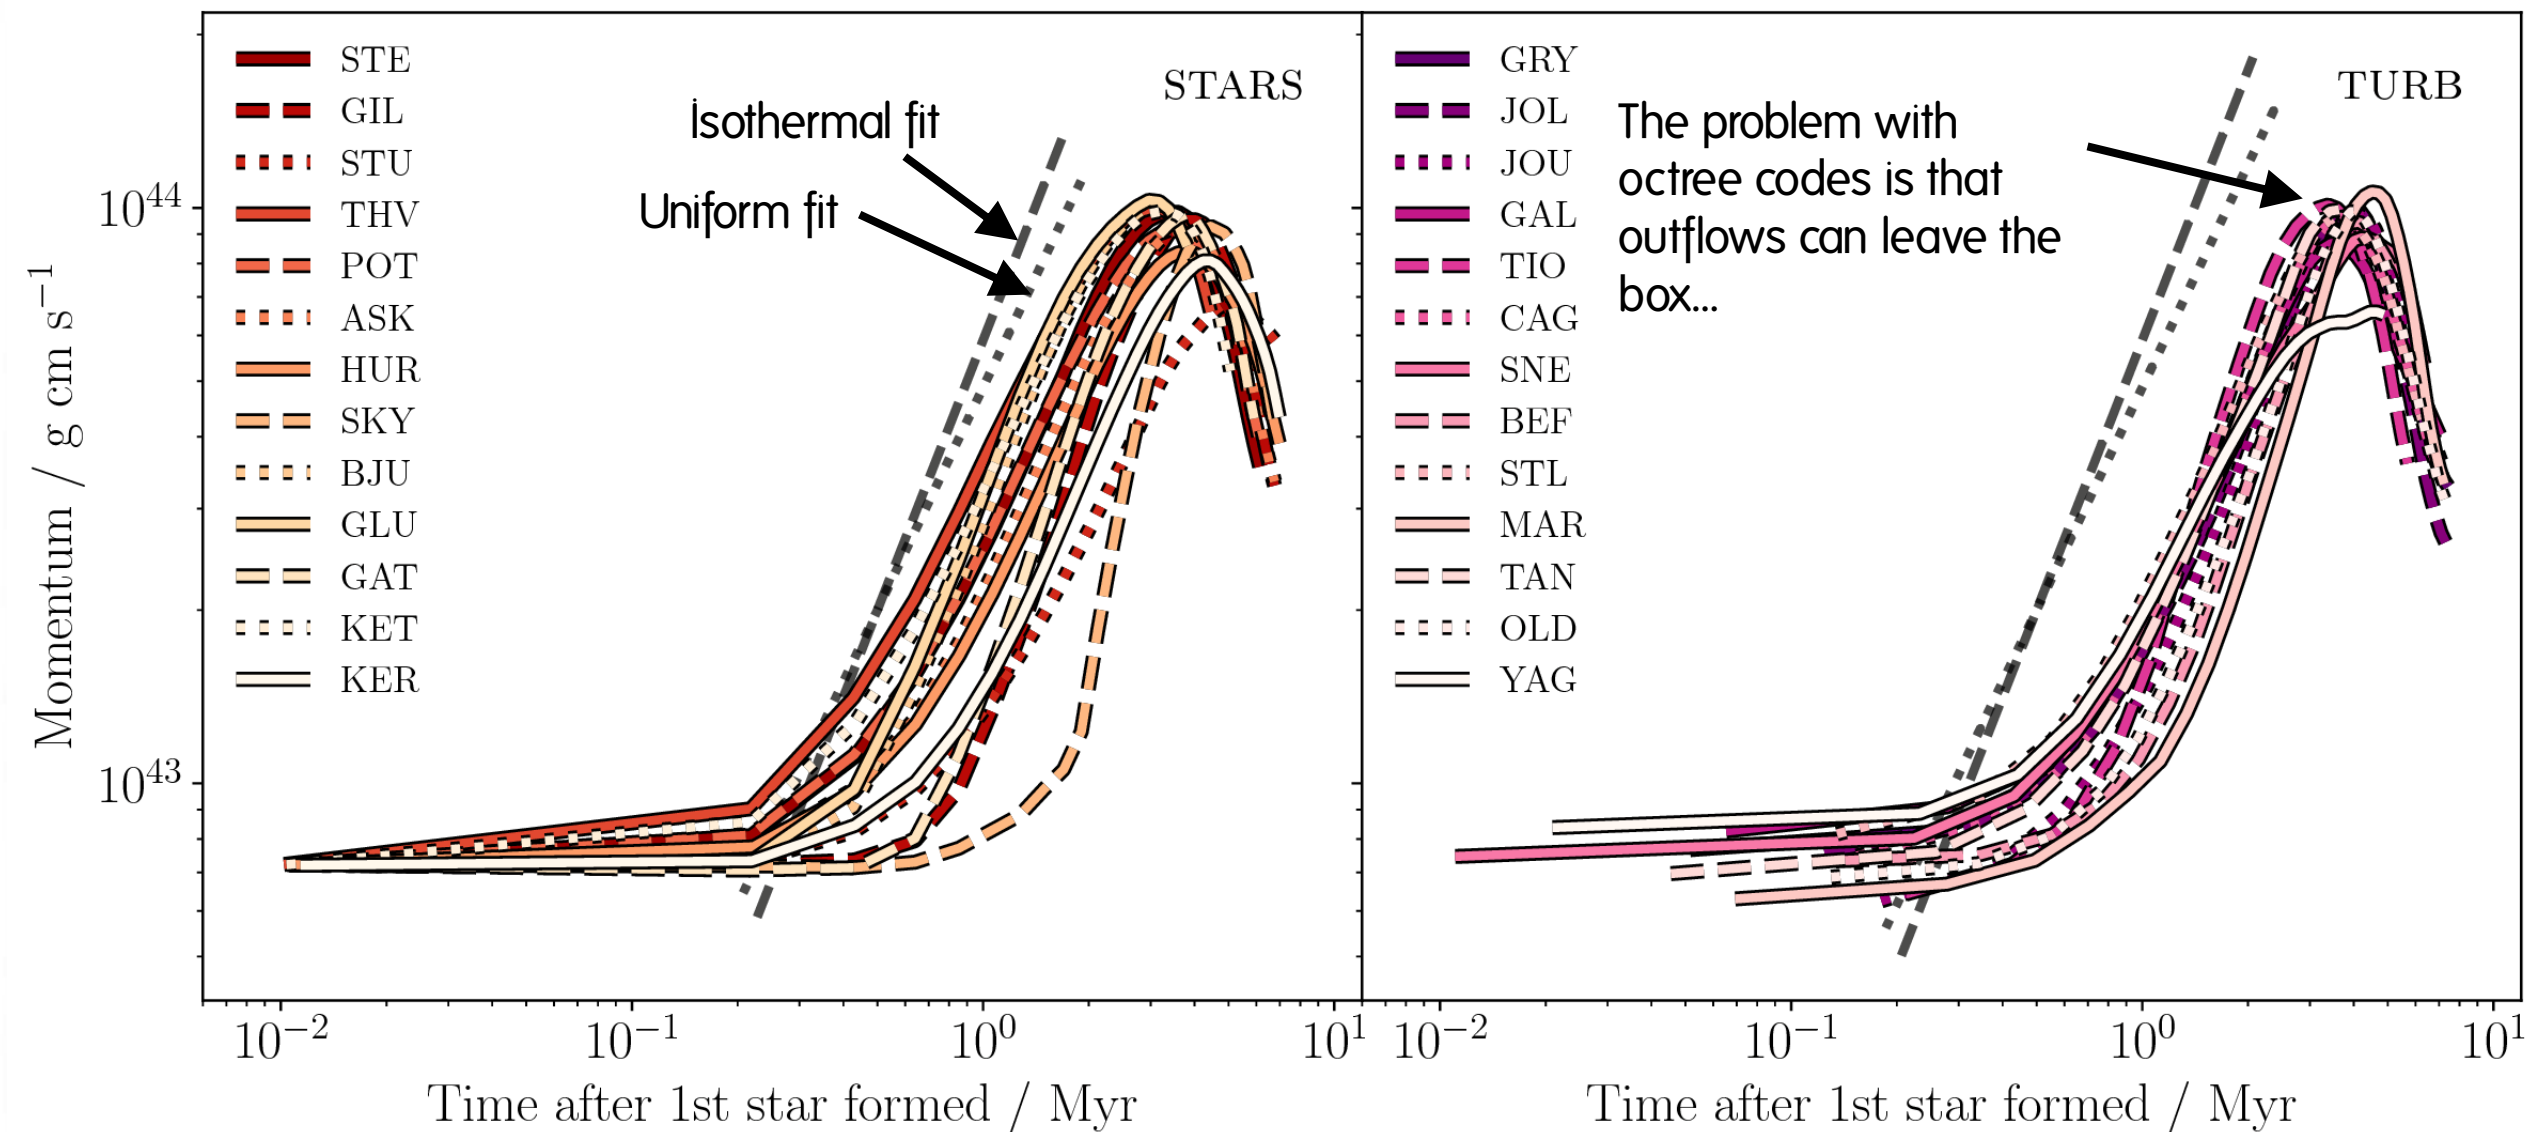 STARS
TURB
STE
GIL
STU
THV
POT
ASK
HUR
SKY
BJU
GLU
GAT
KET
KER
Isothermal fit
Uniform fit
GRY
JOL
JOU
GAL
TIO
CAG
SNE
BEF
STL
MAR
TAN
OLD
YAG
The problem with
octree codes is that
outflows can leave the
box...
10^44
10^43
Momentum / g cm s^−1
10^−2 10^−1 10^0 10^1
10^−2 10^−1 10^0 10^1
Time after 1st star formed / Myr
Time after 1st star formed / Myr